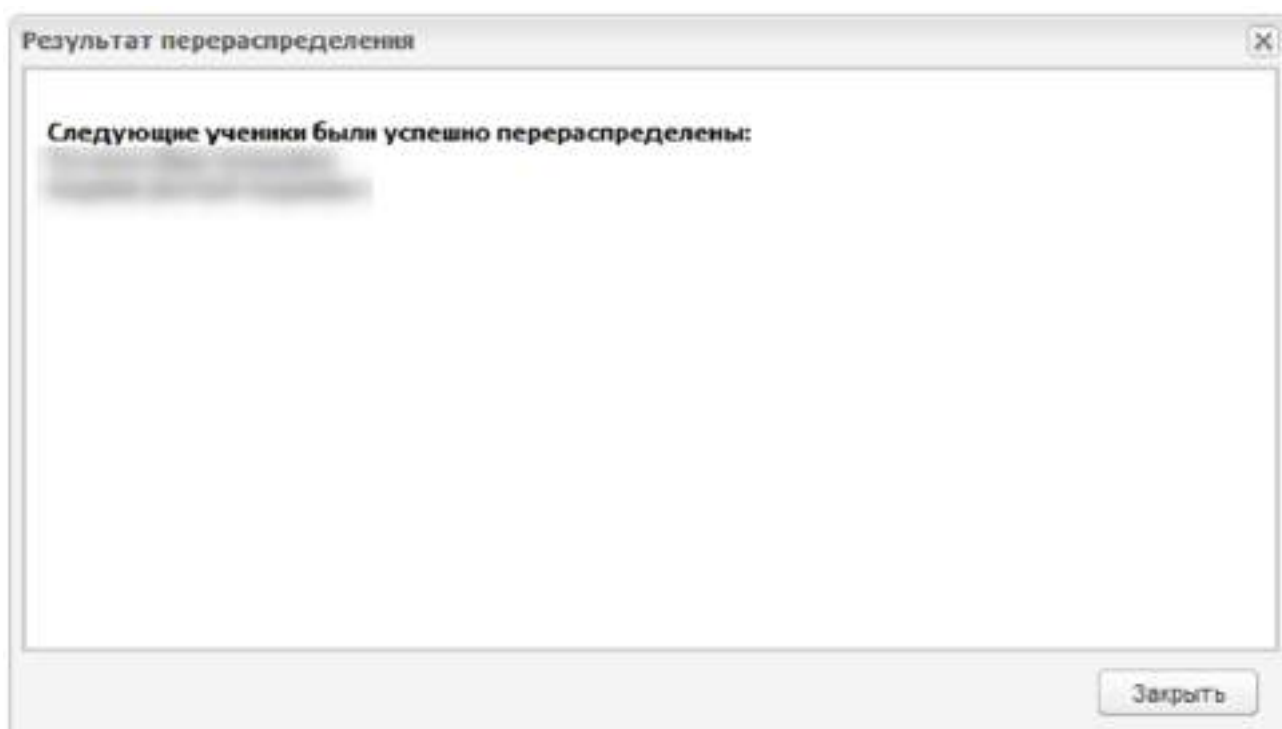 Результат перераспределения
Следующие ученики были успешно перераспределены:
Закрыть